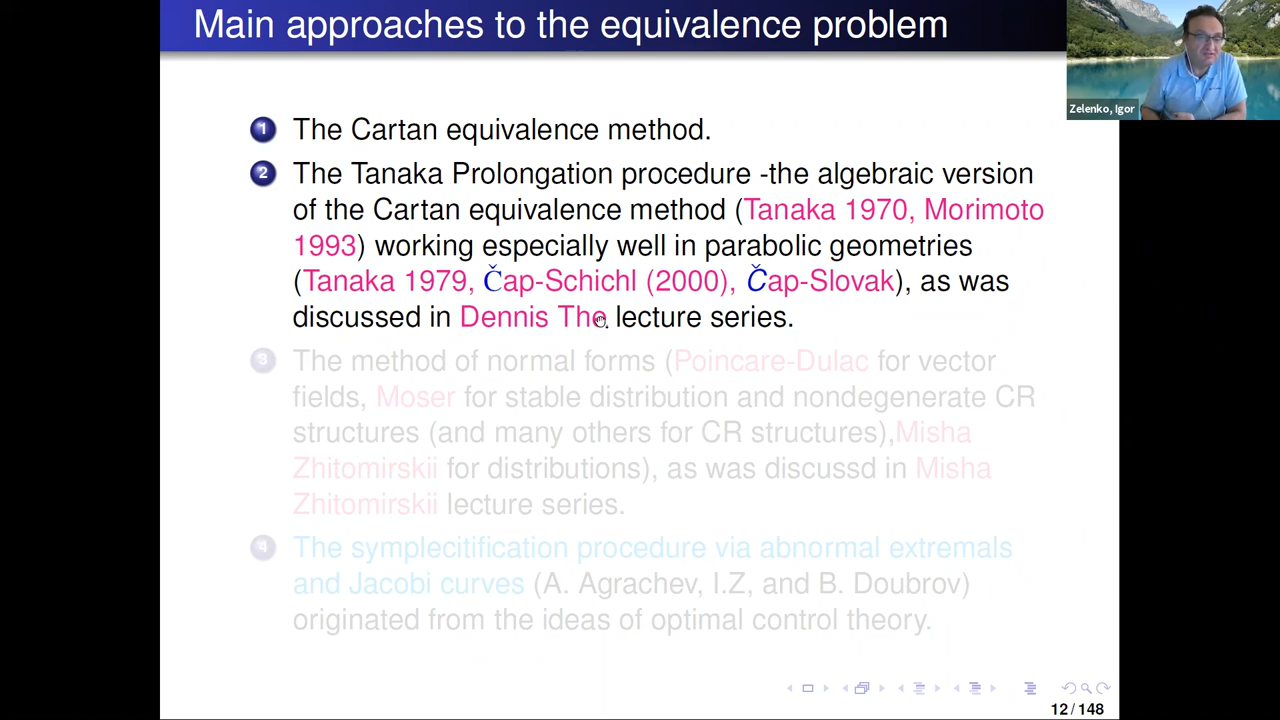 Main approaches to the equivalence problem
Zelenko, Igor
1 The Cartan equivalence method.
2 The Tanaka Prolongation procedure -the algebraic version
of the Cartan equivalence method (Tanaka 1970, Morimoto
1993) working especially well in parabolic geometries
(Tanaka 1979, Čap-Schichl (2000), Čap-Slovak), as was
discussed in Dennis The lecture series.
3 The method of normal forms (Poincare-Dulac for vector
fields, Moser for stable distribution and nondegenerate CR
structures (and many others for CR structures),Misha
Zhitomirskii for distributions), as was discussd in Misha
Zhitomirskii lecture series.
4 The symplecitification procedure via abnormal extremals
and Jacobi curves (A. Agrachev, I.Z, and B. Doubrov)
originated from the ideas of optimal control theory.
12 / 148